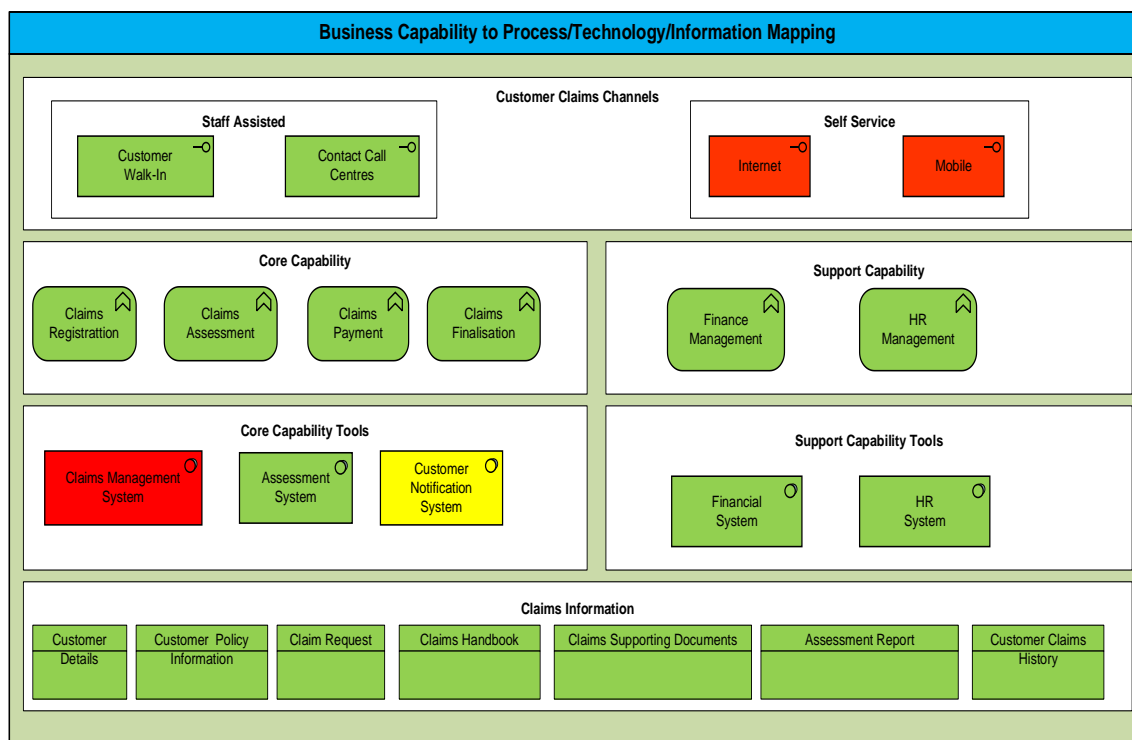 Business Capability to Process/Technology/Information Mapping
Customer Claims Channels
Staff Assisted
Customer
Walk-In
Contact Call
Centres
Self Service
Internet
Mobile
Core Capability
Claims
Registrattion
Claims
Assessment
Claims
Payment
Claims
Finalisation
Support Capability
Finance
Management
HR
Management
Core Capability Tools
Claims Management
System
Assessment
System
Customer
Notification
System
Support Capability Tools
Financial
System
HR
System
Claims Information
Customer
Details
Customer Policy
Information
Claim Request
Claims Handbook
Claims Supporting Documents
Assessment Report
Customer Claims
History